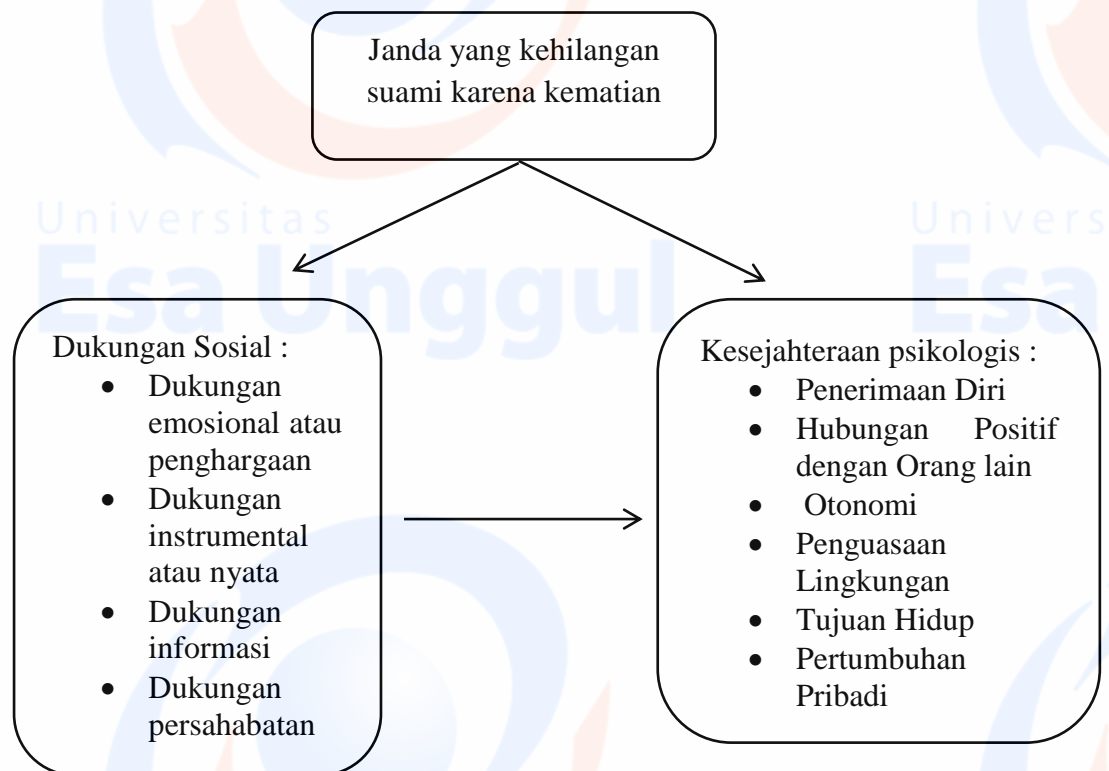 Janda yang kehilangan
suami karena kematian
Universitas
Esa Unggul
Univers
Esa
Dukungan Sosial :
• Dukungan
emosional atau
penghargaan
• Dukungan
instrumental
atau nyata
• Dukungan
informasi
• Dukungan
persahabatan
Kesejahteraan psikologis :
• Penerimaan Diri
• Hubungan Positif
dengan Orang lain
• Otonomi
• Penguasaan
Lingkungan
• Tujuan Hidup
• Pertumbuhan
Pribadi